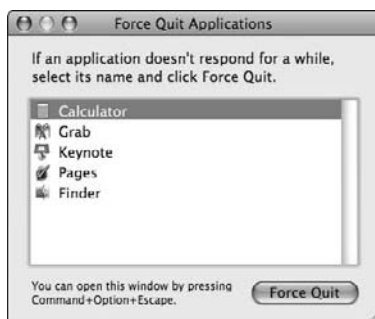 Force Quit Applications
If an application doesn't respond for a while,
select its name and click Force Quit.
Calculator
Grab
Keynote
Pages
Finder
You can open this window by pressing
Command+Option+Escape.
Force Quit